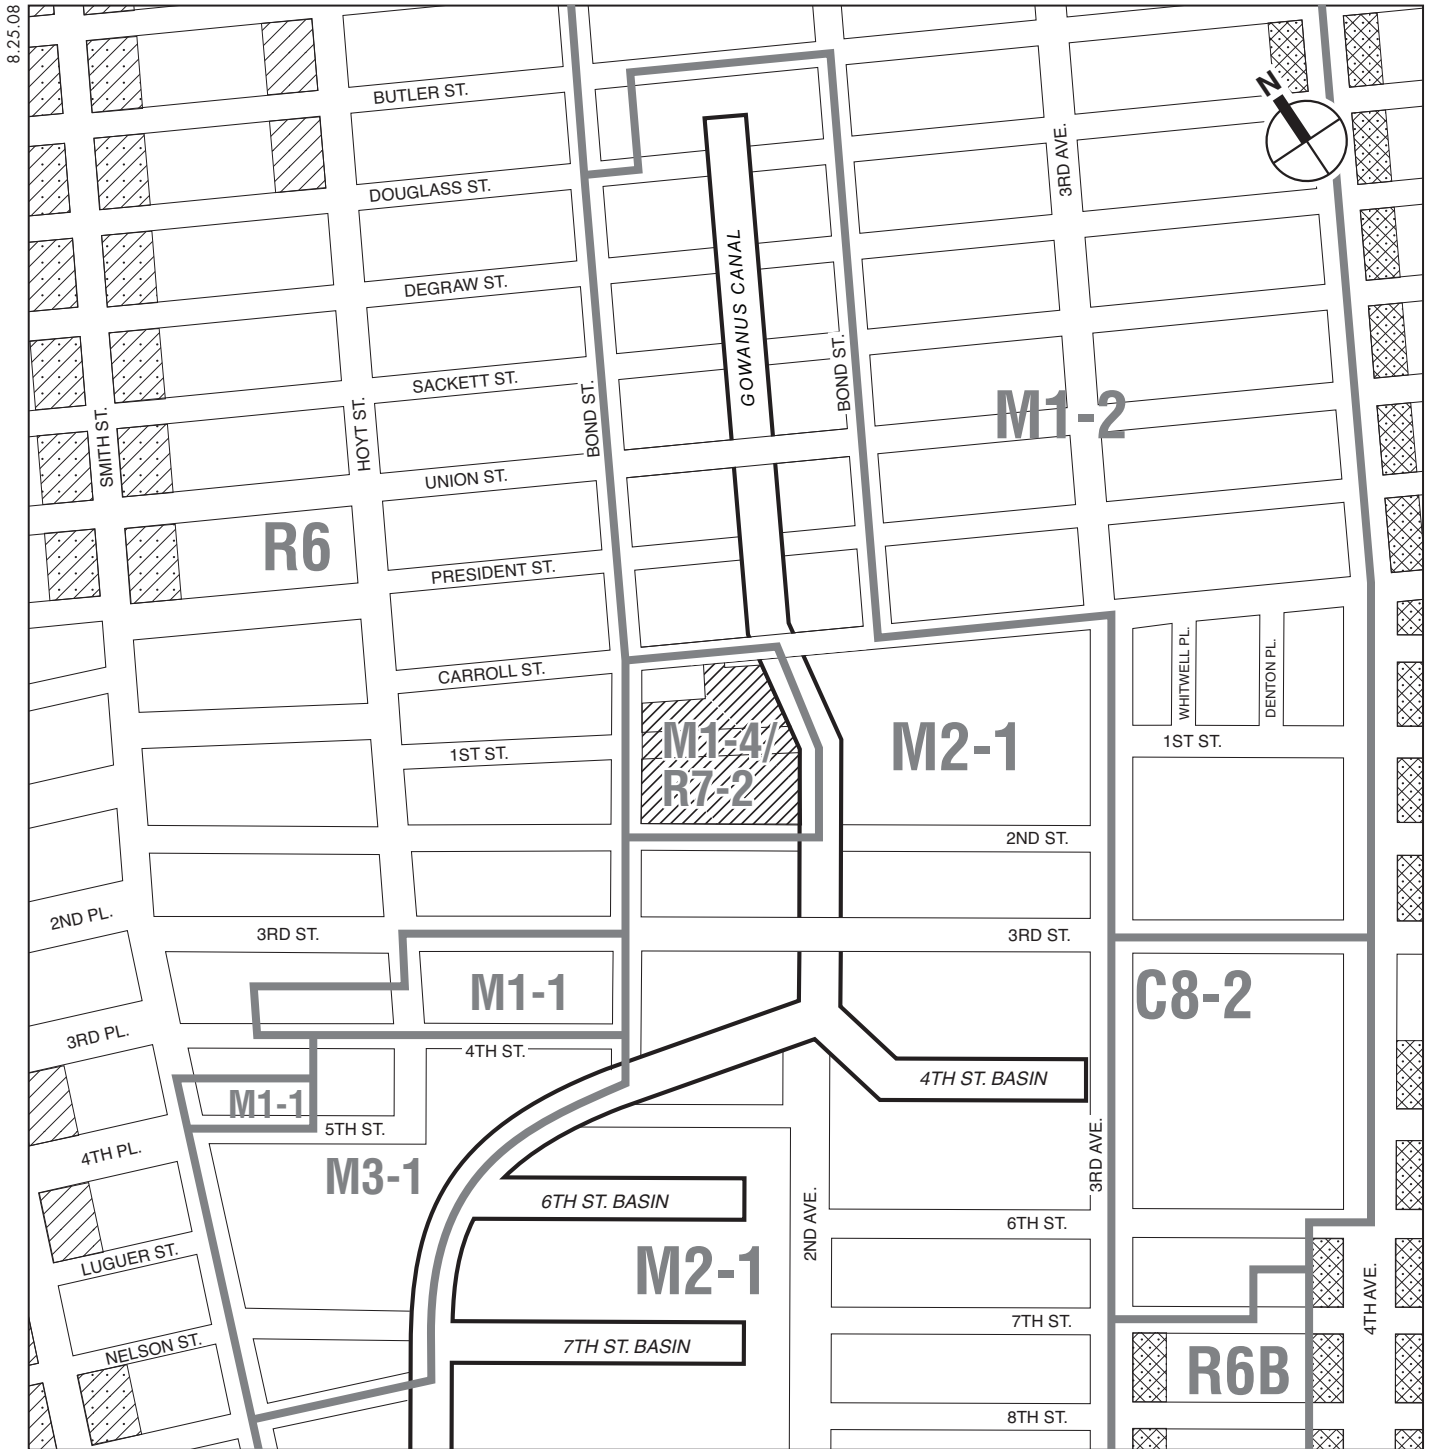 8.25.08
BUTLER ST.
N
3RD AVE.
DOUGLASS ST.
DEGRAW ST.
GOWANUS CANAL
SACKETT ST.
SMITH ST.
HOYT ST.
BOND ST.
BOND ST.
M1-2
UNION ST.
R6
PRESIDENT ST.
CARROLL ST.
WHITWELL PL.
DENTON PL.
1ST ST.
M1-4/
R7-2
M2-1
1ST ST.
2ND ST.
2ND PL.
3RD ST.
3RD ST.
M1-1
C8-2
3RD PL.
4TH ST.
4TH ST. BASIN
M1-1
5TH ST.
3RD AVE.
4TH PL.
M3-1
6TH ST. BASIN
2ND AVE.
6TH ST.
LUGUER ST.
M2-1
4TH AVE.
7TH ST.
NELSON ST.
7TH ST. BASIN
R6B
8TH ST.